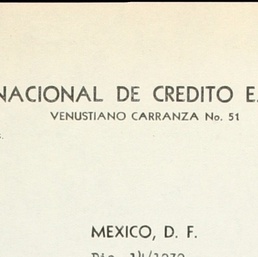 NACIONAL DE CREDITO E.
VENUSTIANO CARRANZA No. 51
MEXICO, D. F.